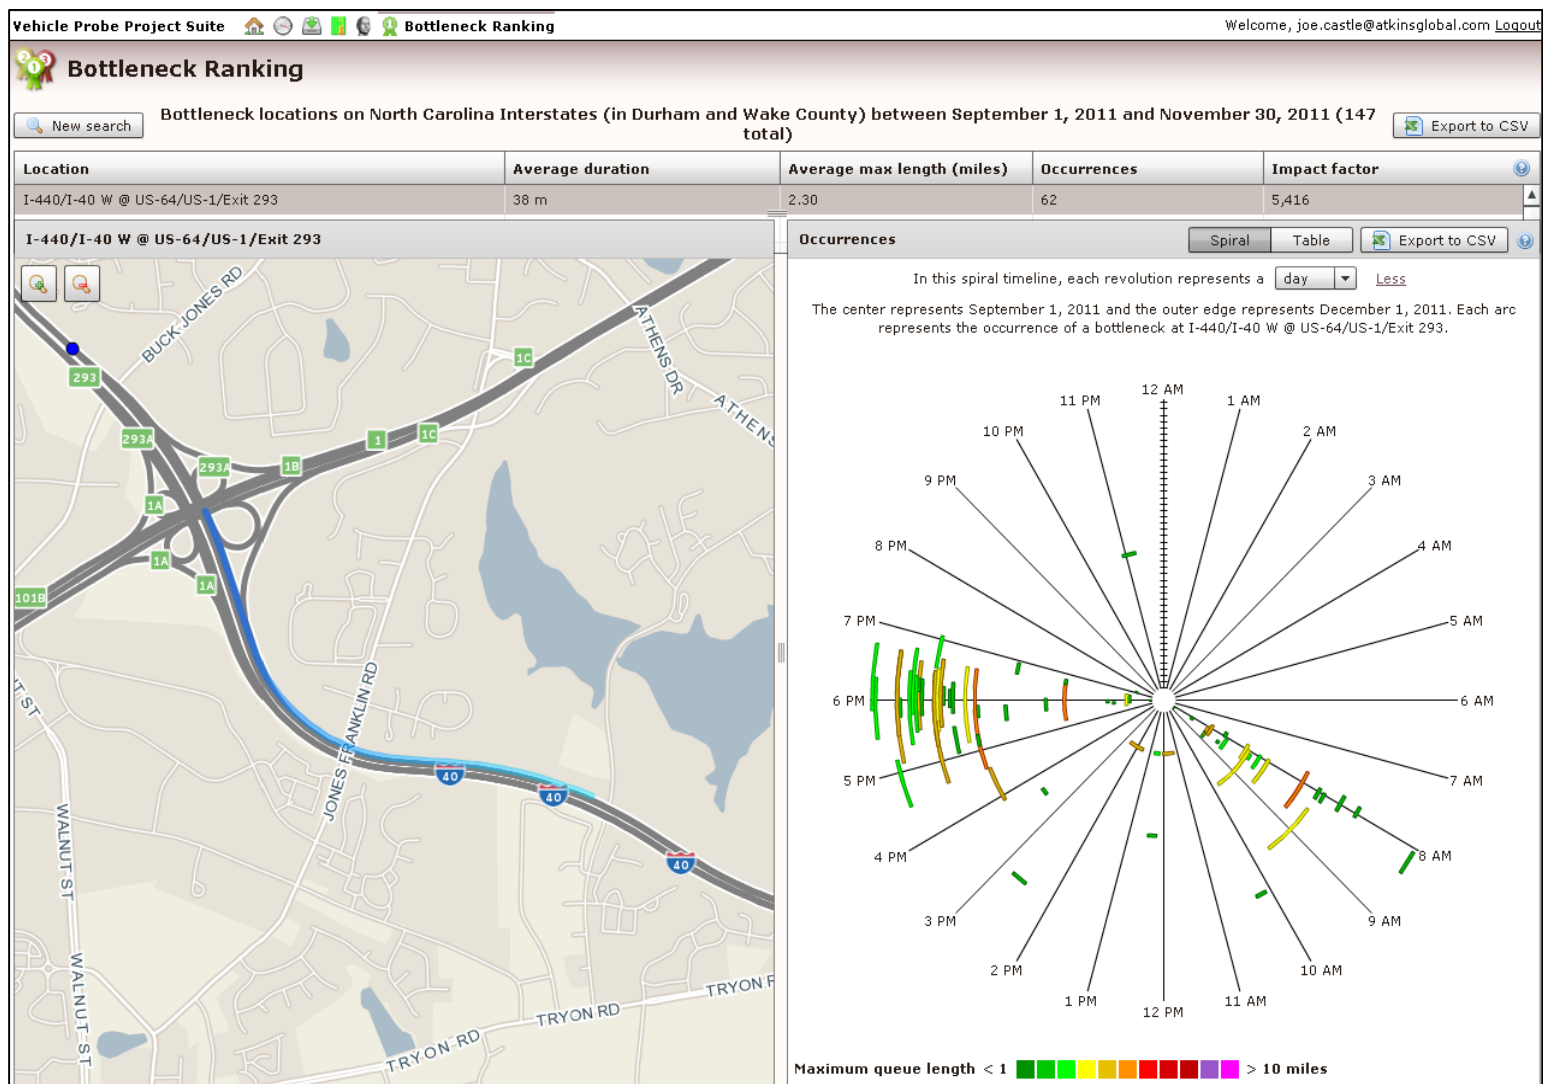 Vehicle Probe Project Suite Bottleneck Ranking Welcome, joe.castle@atkinsglobal.com Logout
Bottleneck Ranking
New search
Bottleneck locations on North Carolina Interstates (in Durham and Wake County) between September 1, 2011 and November 30, 2011 (147
total)
Export to CSV
Location Average duration Average max length (miles) Occurrences Impact factor
I-440/I-40 W @ US-64/US-1/Exit 293 38 m 2.30 62 5,416
I-440/I-40 W @ US-64/US-1/Exit 293
BUCK JONES RD
ATHENS DR
ATHENS
293
1C
293A
1
1C
293A
1B
1A
1A
1A
101B
JONES FRANKLIN RD
40
40
40
UT ST
WALNUT ST
WALNUT ST
TRYON RD
TRYON RD
TRYON R
Occurrences
Spiral Table Export to CSV
In this spiral timeline, each revolution represents a day Less
The center represents September 1, 2011 and the outer edge represents December 1, 2011. Each arc
represents the occurrence of a bottleneck at I-440/I-40 W @ US-64/US-1/Exit 293.
12 AM
11 PM 1 AM
10 PM 2 AM
9 PM 3 AM
8 PM 4 AM
7 PM 5 AM
6 PM 6 AM
5 PM 7 AM
4 PM 8 AM
3 PM 9 AM
2 PM 10 AM
1 PM 11 AM
12 PM
Maximum queue length < 1 > 10 miles